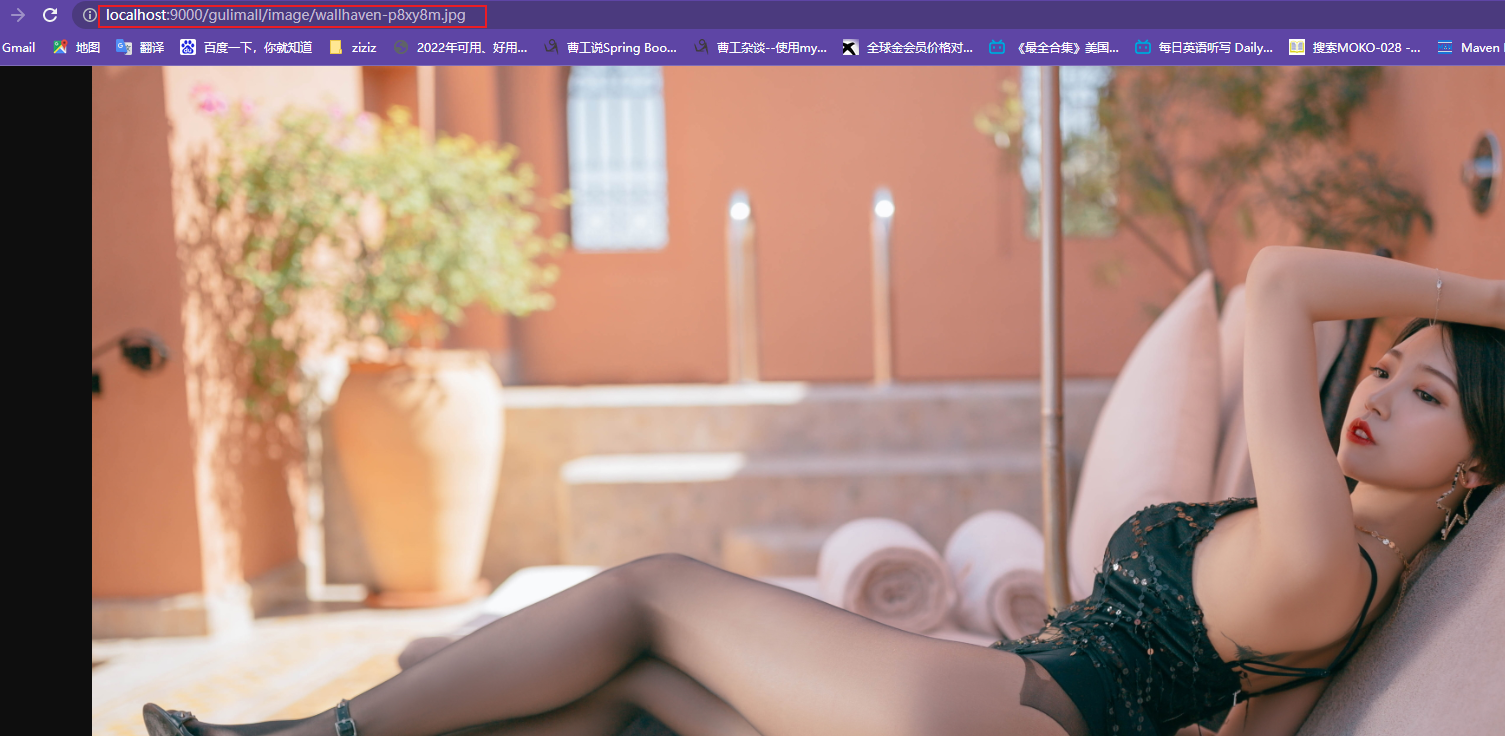 localhost:9000/gulimall/image/wallhaven-p8xy8m.jpg
Gmail 地图 翻译 百度一下，你就知道 ziziz 2022年可用、好用... 曹工说Spring Boo... 曹工杂谈--使用my... 全球金会员价格对... 《最全合集》美国... 每日英语听写 Daily... 搜索MOKO-028 -... Maven